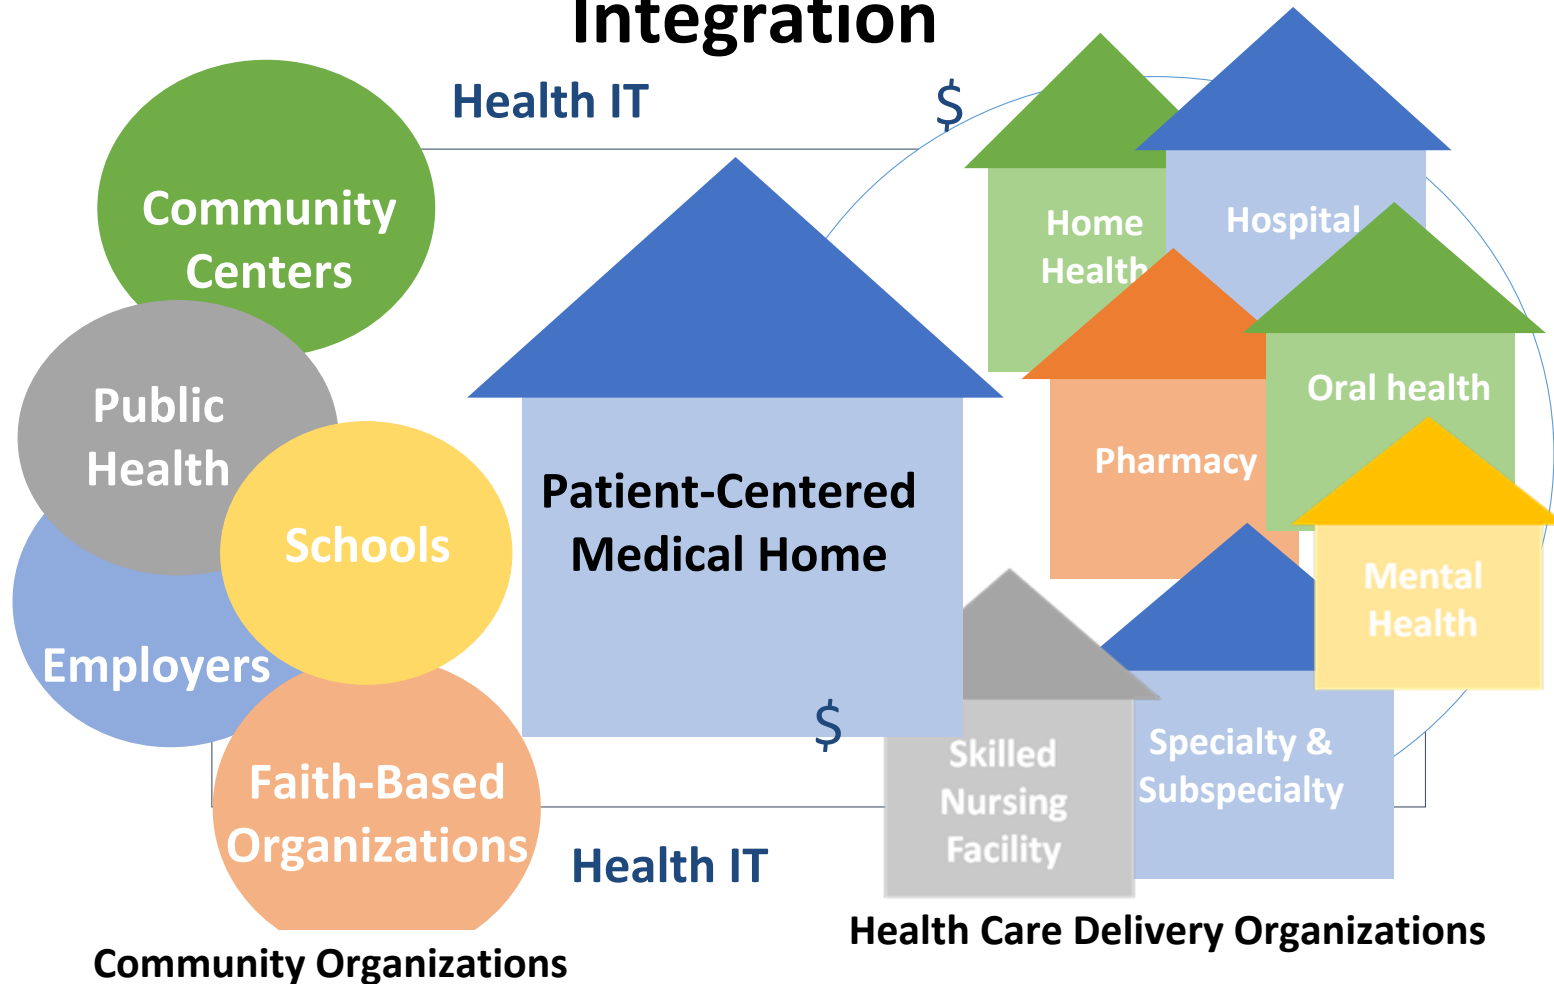 Integration
Health IT
$
Community
Centers
Public
Health
Schools
Employers
Faith-Based
Organizations
Community Organizations
Patient-Centered
Medical Home
$
Health IT
Home
Health
Hospital
Oral health
Pharmacy
Mental
Health
Specialty &
Subspecialty
Skilled
Nursing
Facility
Health Care Delivery Organizations